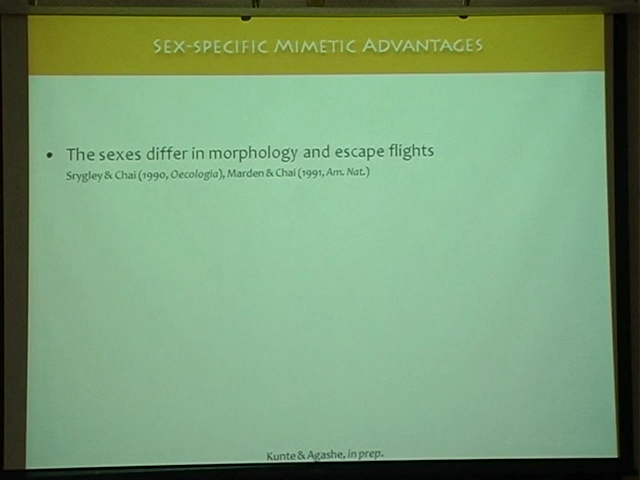 SEX-SPECIFIC MIMETIC ADVANTAGES
• The sexes differ in morphology and escape flights
Srygley & Chai (1990, Oecologia), Marden & Chai (1991, Am. Nat.)
Kunte & Agashe, in prep.